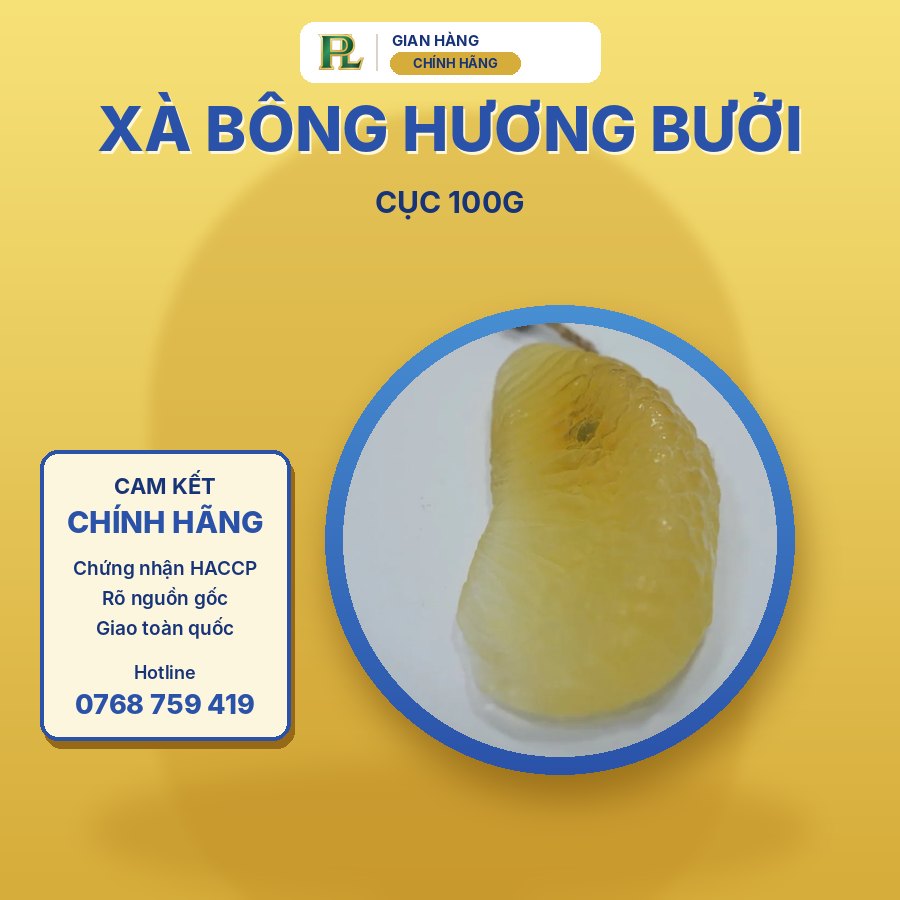 PL
GIAN HÀNG
CHÍNH HÃNG
XÀ BÔNG HƯƠNG BƯỞI
CỤC 100G
CAM KẾT
CHÍNH HÃNG
Chứng nhận HACCP
Rõ nguồn gốc
Giao toàn quốc
Hotline
0768 759 419